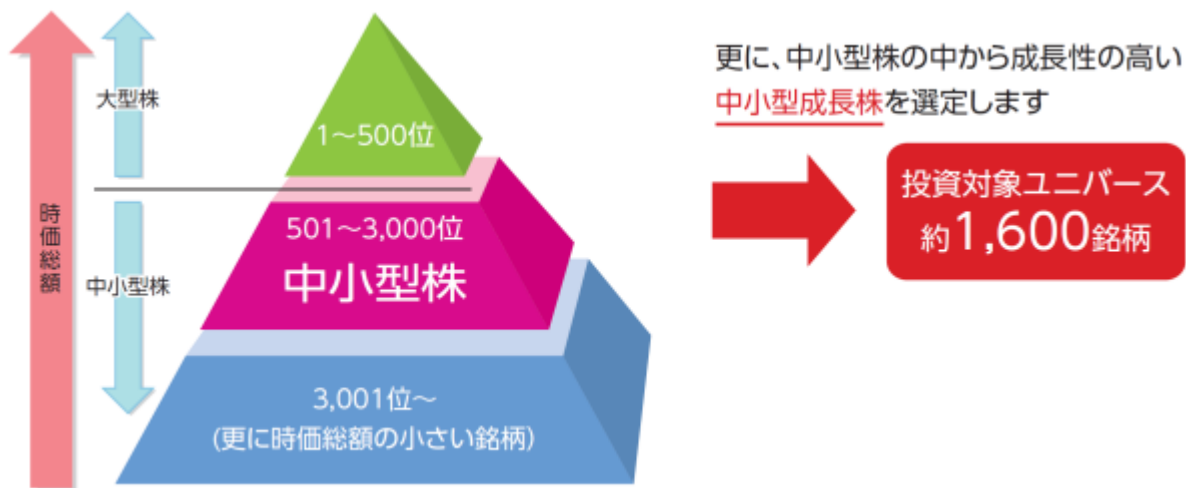 時価総額
大型株
中小型株
1～500位
501～3,000位
中小型株
3,001位～
(更に時価総額の小さい銘柄)
更に、中小型株の中から成長性の高い
中小型成長株を選定します
投資対象ユニバース
約1,600銘柄